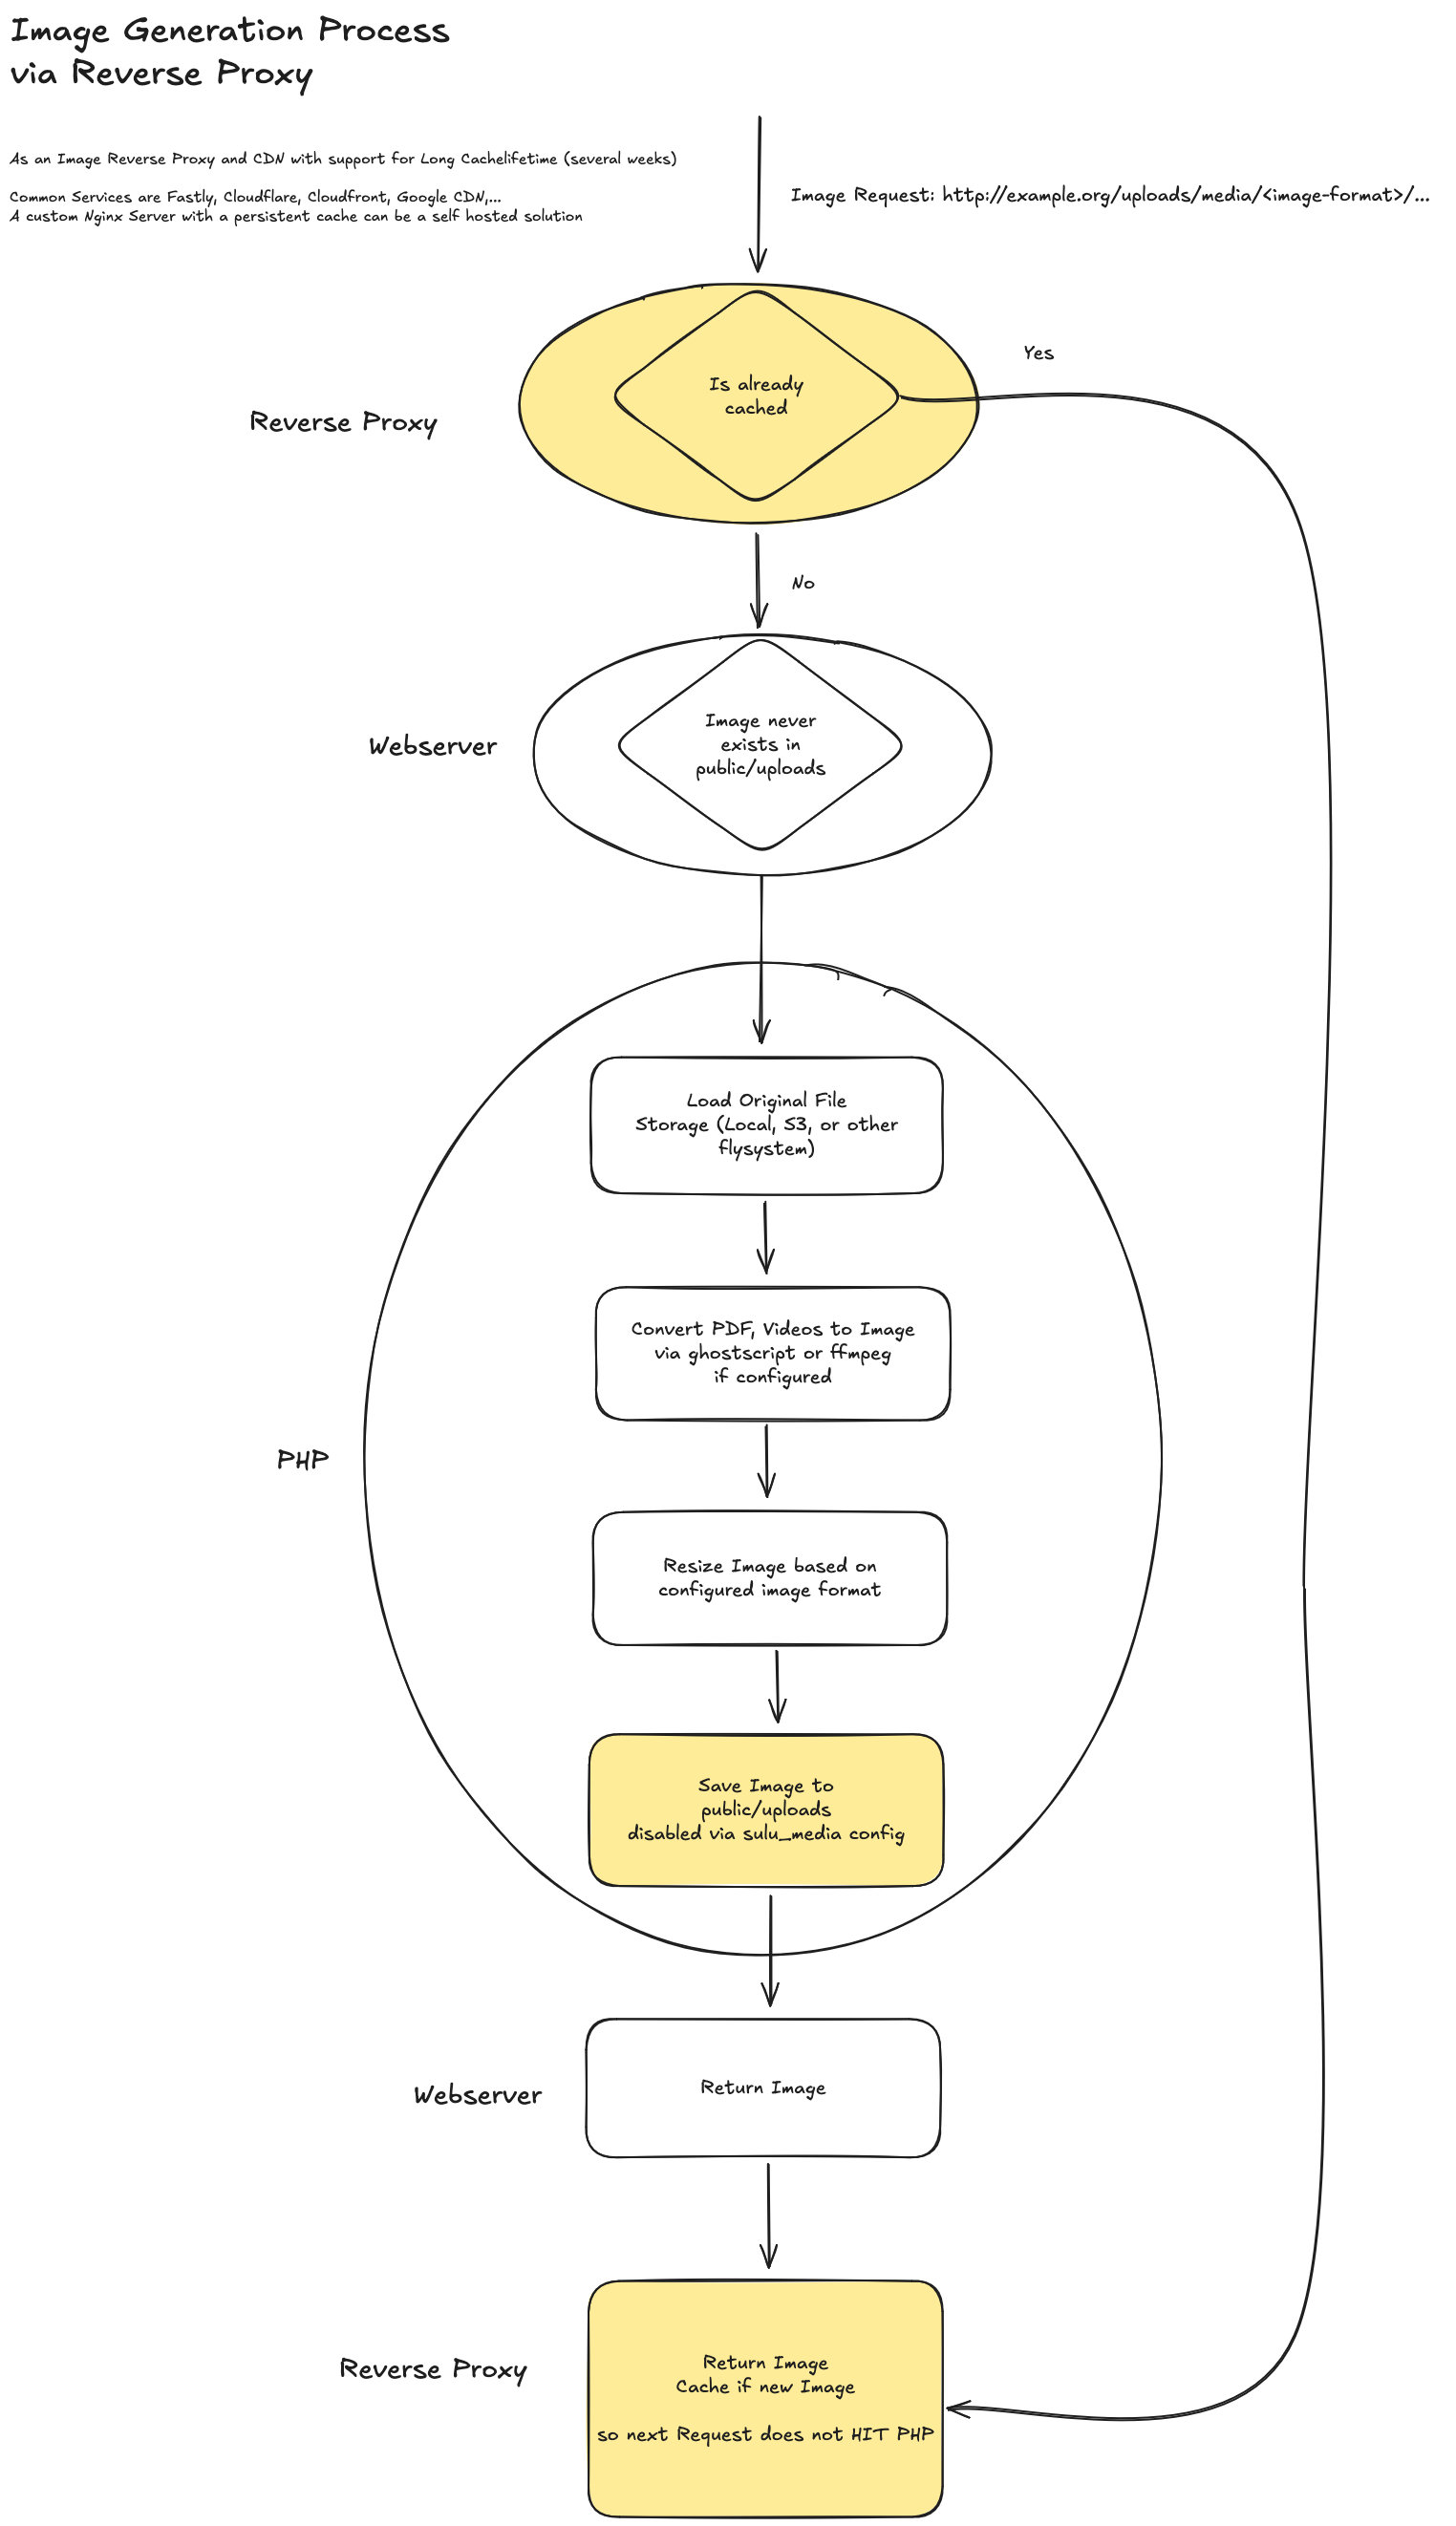 Image Generation Process
via Reverse Proxy
As an Image Reverse Proxy and CDN with support for Long Cachelifetime (several weeks)
Common Services are Fastly, Cloudflare, Cloudfront, Google CDN,...
A custom Nginx Server with a persistent cache can be a self hosted solution
Image Request: http://example.org/uploads/media/<image-format>/...
Yes
Is already
cached
Reverse Proxy
No
Image never
exists in
public/uploads
Webserver
Load Original File
Storage (Local, S3, or other
flysystem)
Convert PDF, Videos to Image
via ghostscript or ffmpeg
if configured
PHP
Resize Image based on
configured image format
Save Image to
public/uploads
disabled via sulu_media config
Return Image
Webserver
Return Image
Cache if new Image
Reverse Proxy
so next Request does not HIT PHP